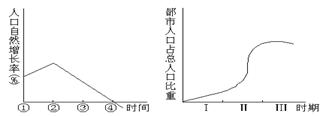 人口自然增长率(%)
① ② ③ ④ 时间
都市人口占总人口比重
I II III 时期